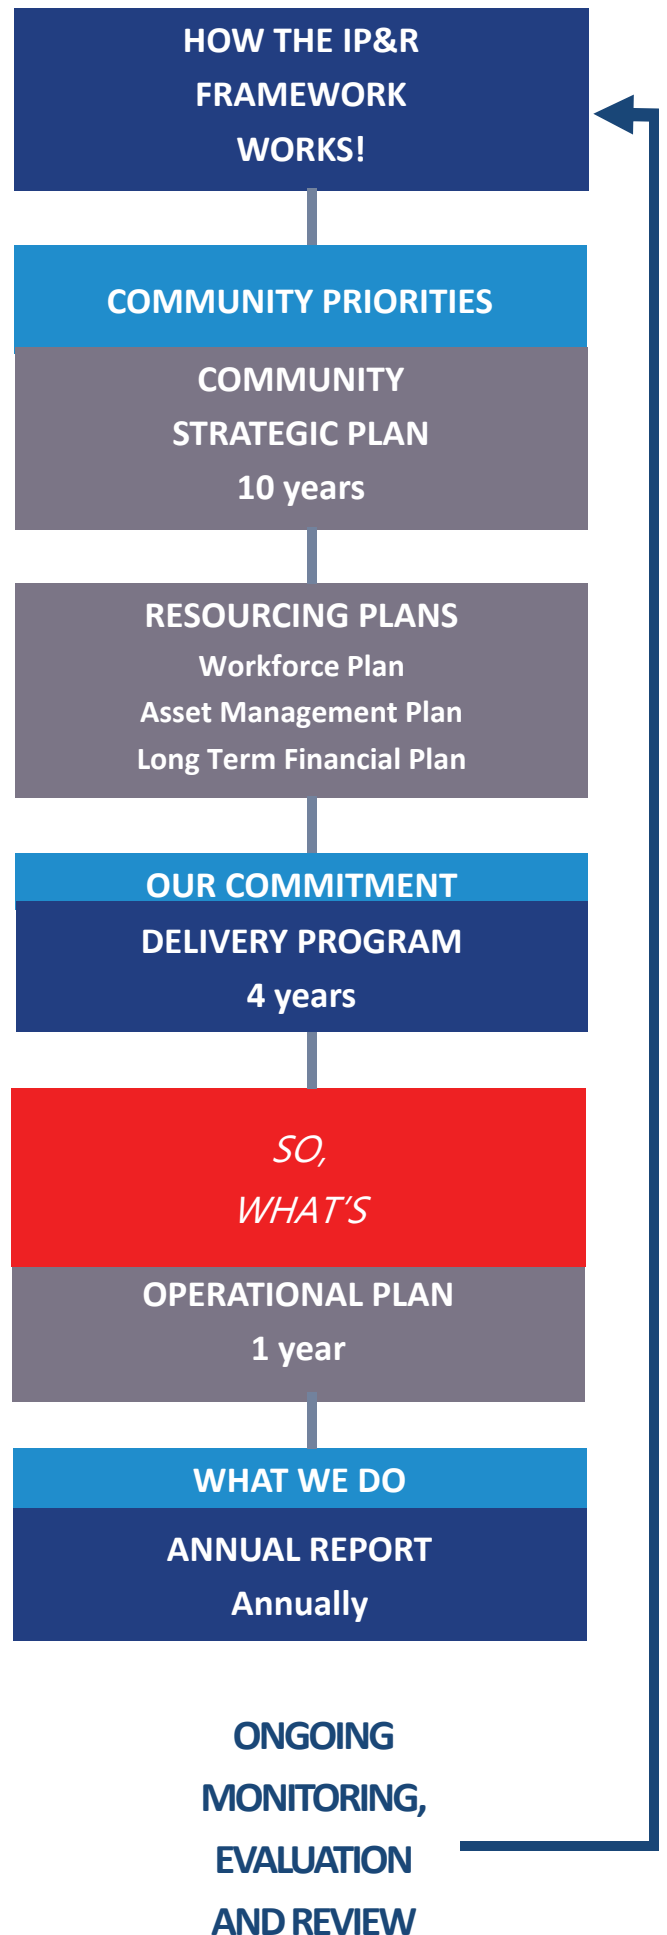 HOW THE IP&R
FRAMEWORK
WORKS!
COMMUNITY PRIORITIES
COMMUNITY
STRATEGIC PLAN
10 years
RESOURCING PLANS
Workforce Plan
Asset Management Plan
Long Term Financial Plan
OUR COMMITMENT
DELIVERY PROGRAM
4 years
SO,
WHAT'S
OPERATIONAL PLAN
1 year
WHAT WE DO
ANNUAL REPORT
Annually
ONGOING
MONITORING,
EVALUATION
AND REVIEW